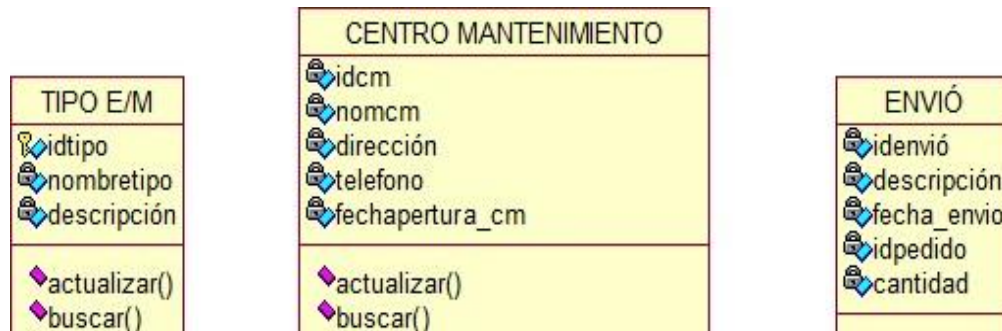 TIPO E/M
idtipo
nombretipo
descripción
actualizar()
buscar()
CENTRO MANTENIMIENTO
idcm
nomcm
dirección
telefono
fechapertura_cm
actualizar()
buscar()
ENVIÓ
idenvió
descripción
fecha_envio
idpedido
cantidad